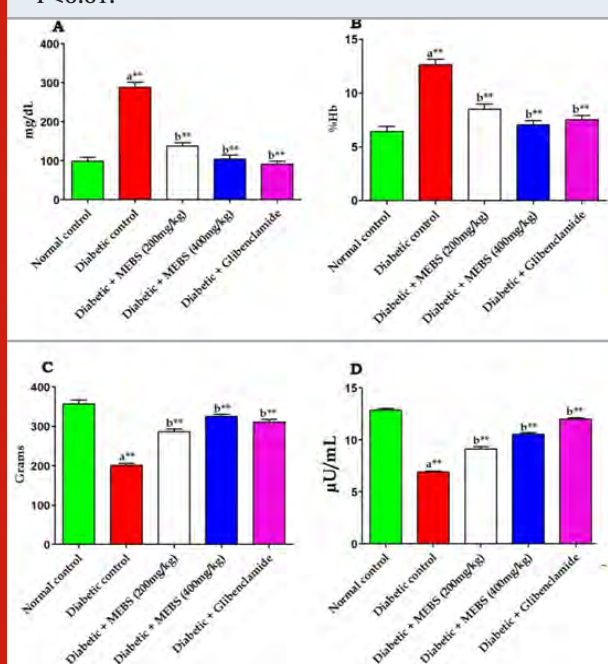 P<0.01.
A
400
300
200
100
0
mg/dL
a**
b**
b**
b**
Normal control
Diabetic control
Diabetic + MEBS (200mg/kg)
Diabetic + MEBS (400mg/kg)
Diabetic + Glibenclamide
B
15
10
5
0
%Hb
a**
b**
b**
b**
Normal control
Diabetic control
Diabetic + MEBS (200mg/kg)
Diabetic + MEBS (400mg/kg)
Diabetic + Glibenclamide
C
400
300
200
100
0
Grams
a**
b**
b**
b**
Normal control
Diabetic control
Diabetic + MEBS (200mg/kg)
Diabetic + MEBS (400mg/kg)
Diabetic + Glibenclamide
D
15
10
5
0
µU/mL
a**
b**
b**
b**
Normal control
Diabetic control
Diabetic + MEBS (200mg/kg)
Diabetic + MEBS (400mg/kg)
Diabetic + Glibenclamide